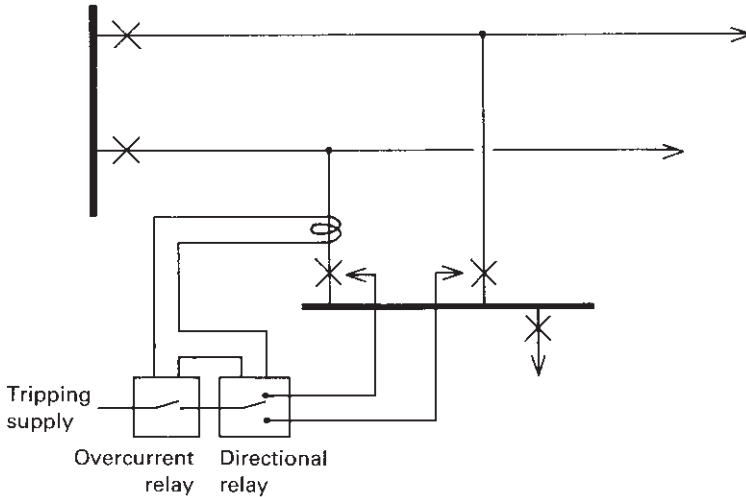 Tripping
supply
Overcurrent
relay
Directional
relay